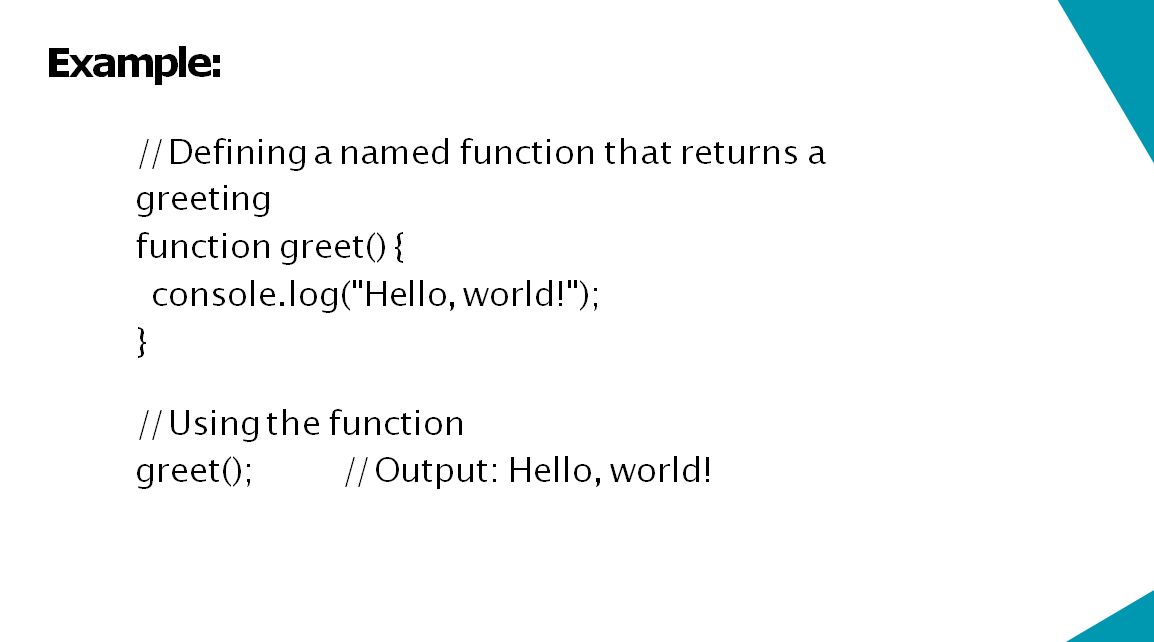 Example:
// Defining a named function that returns a
greeting
function greet() {
  console.log("Hello, world!");
}
// Using the function
greet();          // Output: Hello, world!